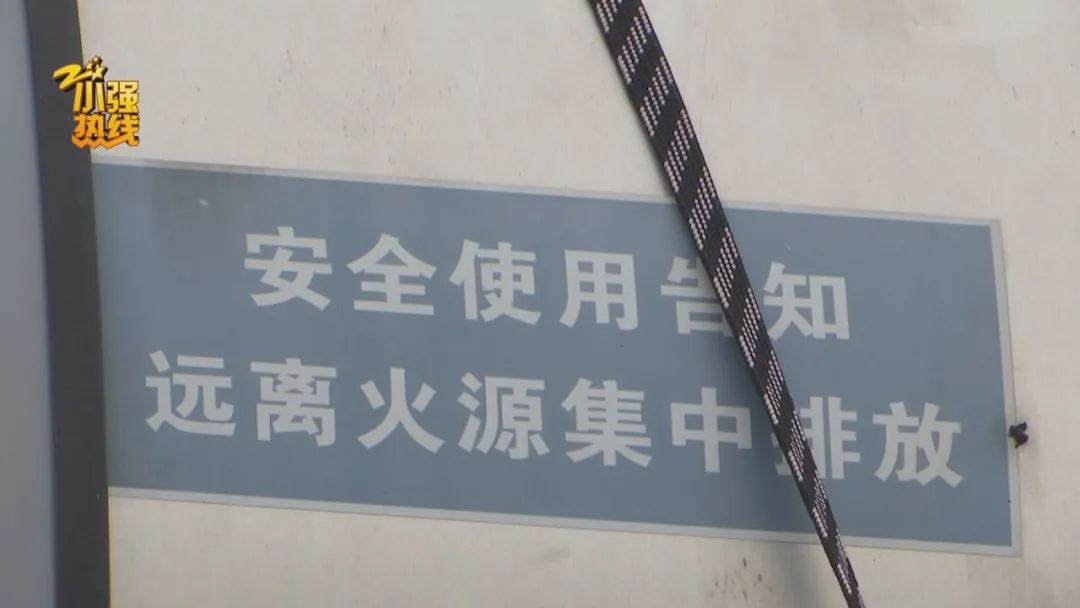 小强热线
安全使用告知
远离火源集中排放